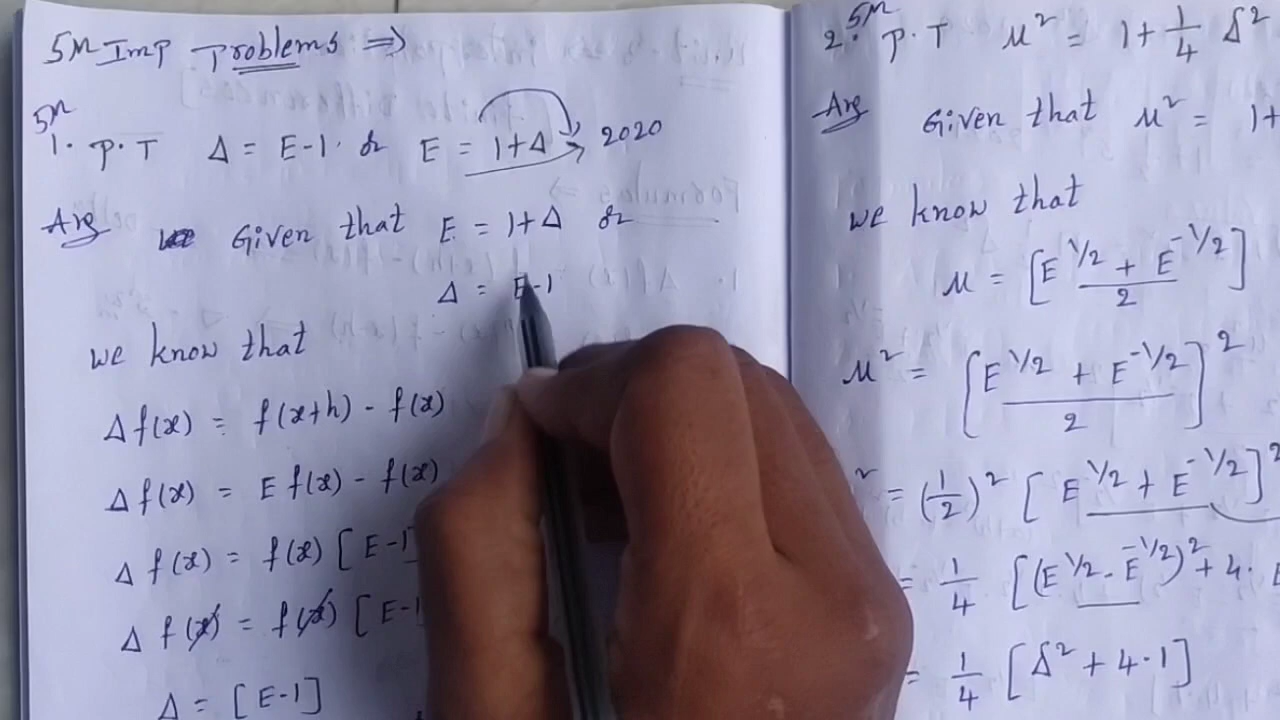 5M Imp Problems ⇒
5M
1. P.T Δ = E-1. or E = 1+Δ → 2020
Ans Given that E = 1+Δ or
Δ = E-1
we know that
Δf(x) = f(x+h) - f(x)
Δf(x) = E f(x) - f(x)
Δ f(x) = f(x) [E-1]
Δ f(x) = f(x) [E-1
Δ = [E-1]
5M
2. P.T μ² = 1+ 1/4 δ²
Ans Given that μ² = 1+
we know that
μ = [E^1/2 + E^-1/2 / 2]
μ² = [E^1/2 + E^-1/2 / 2]²
² = (1/2)² [E^1/2 + E^-1/2]²
= 1/4 [(E^1/2 - E^-1/2)² + 4. E
= 1/4 [δ² + 4.1]